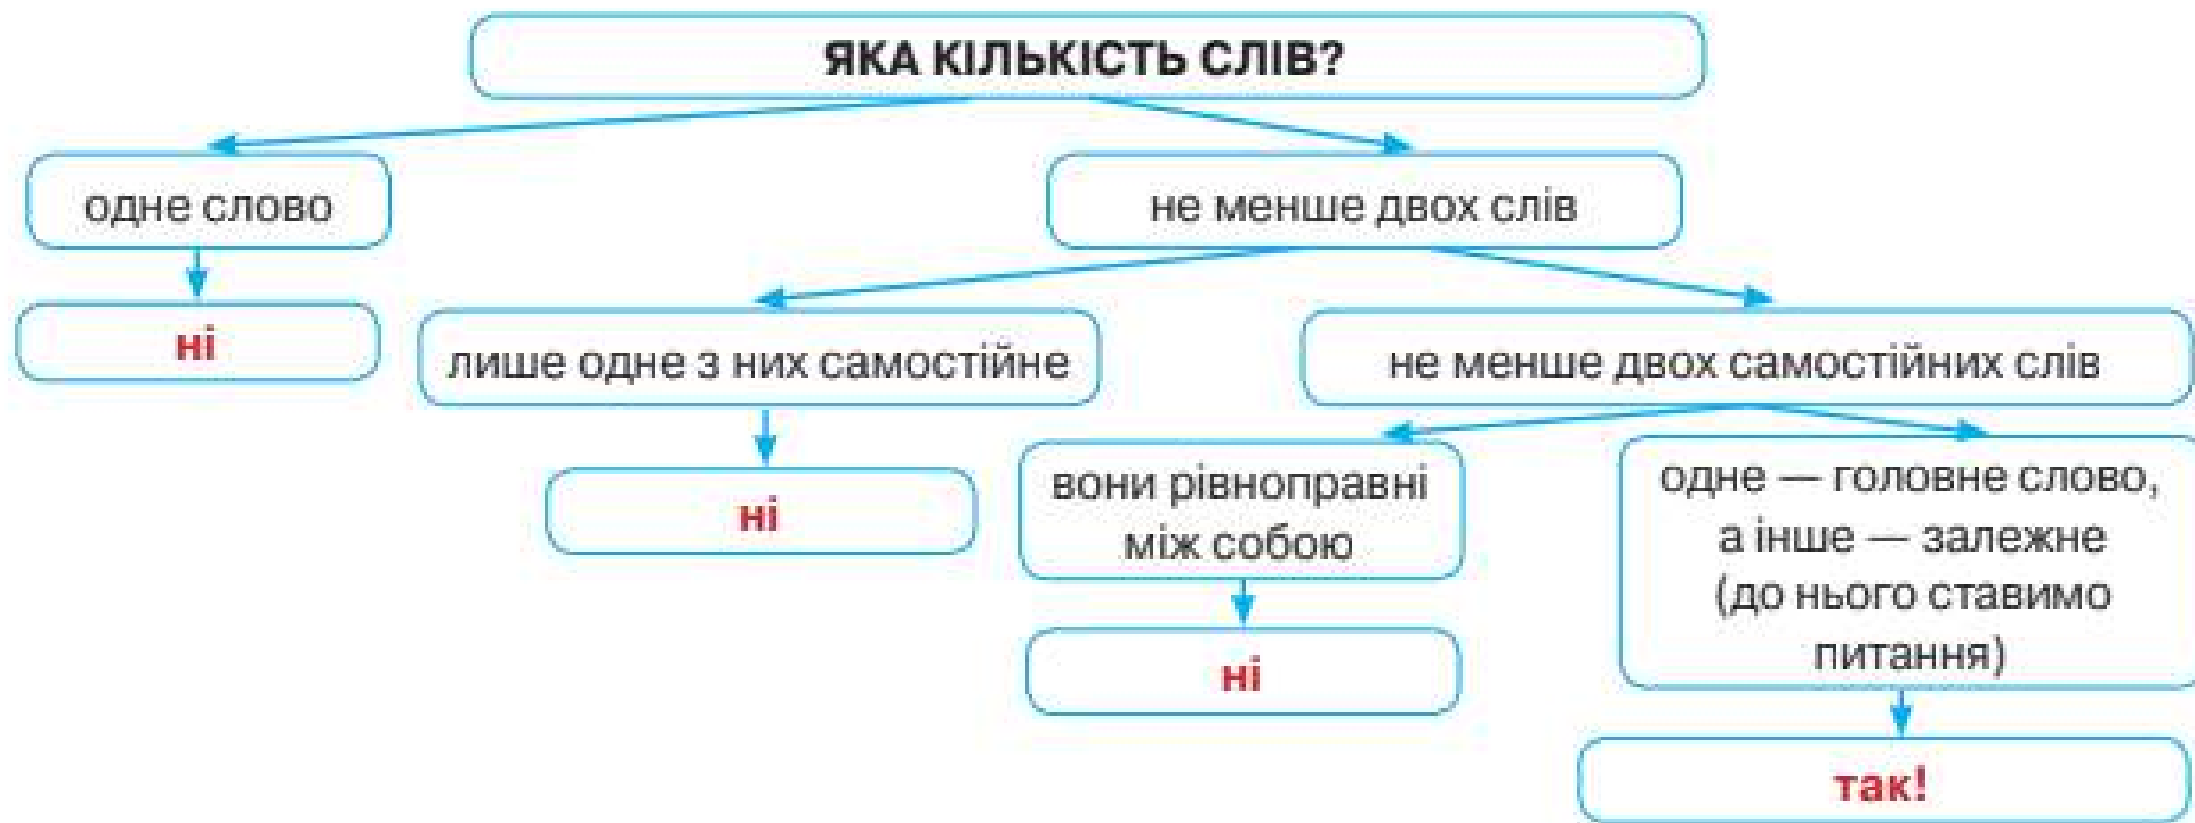 ЯКА КІЛЬКІСТЬ СЛІВ?
одне слово
не менше двох слів
ні
лише одне з них самостійне
не менше двох самостійних слів
ні
вони рівноправні
між собою
ні
одне — головне слово,
а інше — залежне
(до нього ставимо
питання)
так!